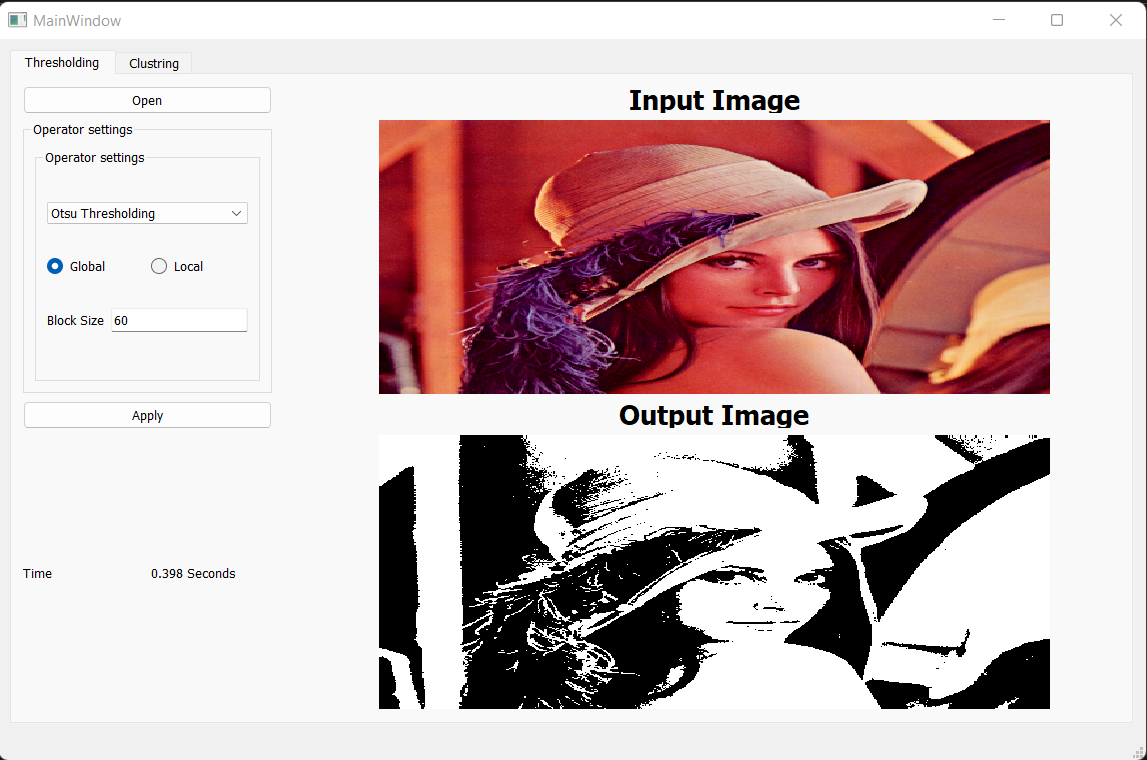 MainWindow
Thresholding
Clustring
Open
Operator settings
Operator settings
Otsu Thresholding
Global
Local
Block Size 60
Apply
Time 0.398 Seconds
Input Image
Output Image